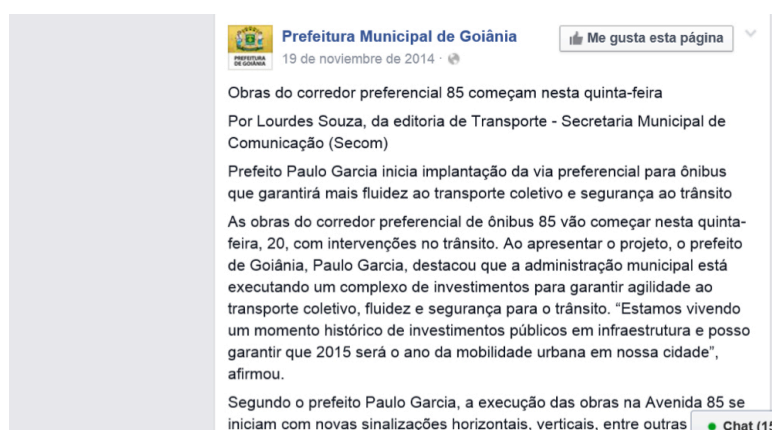 Prefeitura Municipal de Goiânia
Me gusta esta página
19 de noviembre de 2014 ·
PREFEITURA
DE GOIÂNIA
Obras do corredor preferencial 85 começam nesta quinta-feira
Por Lourdes Souza, da editoria de Transporte - Secretaria Municipal de
Comunicação (Secom)
Prefeito Paulo Garcia inicia implantação da via preferencial para ônibus
que garantirá mais fluidez ao transporte coletivo e segurança ao trânsito
As obras do corredor preferencial de ônibus 85 vão começar nesta quinta-
feira, 20, com intervenções no trânsito. Ao apresentar o projeto, o prefeito
de Goiânia, Paulo Garcia, destacou que a administração municipal está
executando um complexo de investimentos para garantir agilidade ao
transporte coletivo, fluidez e segurança para o trânsito. “Estamos vivendo
um momento histórico de investimentos públicos em infraestrutura e posso
garantir que 2015 será o ano da mobilidade urbana em nossa cidade”,
afirmou.
Segundo o prefeito Paulo Garcia, a execução das obras na Avenida 85 se
iniciam com novas sinalizações horizontais, verticais, entre outras
Chat (15